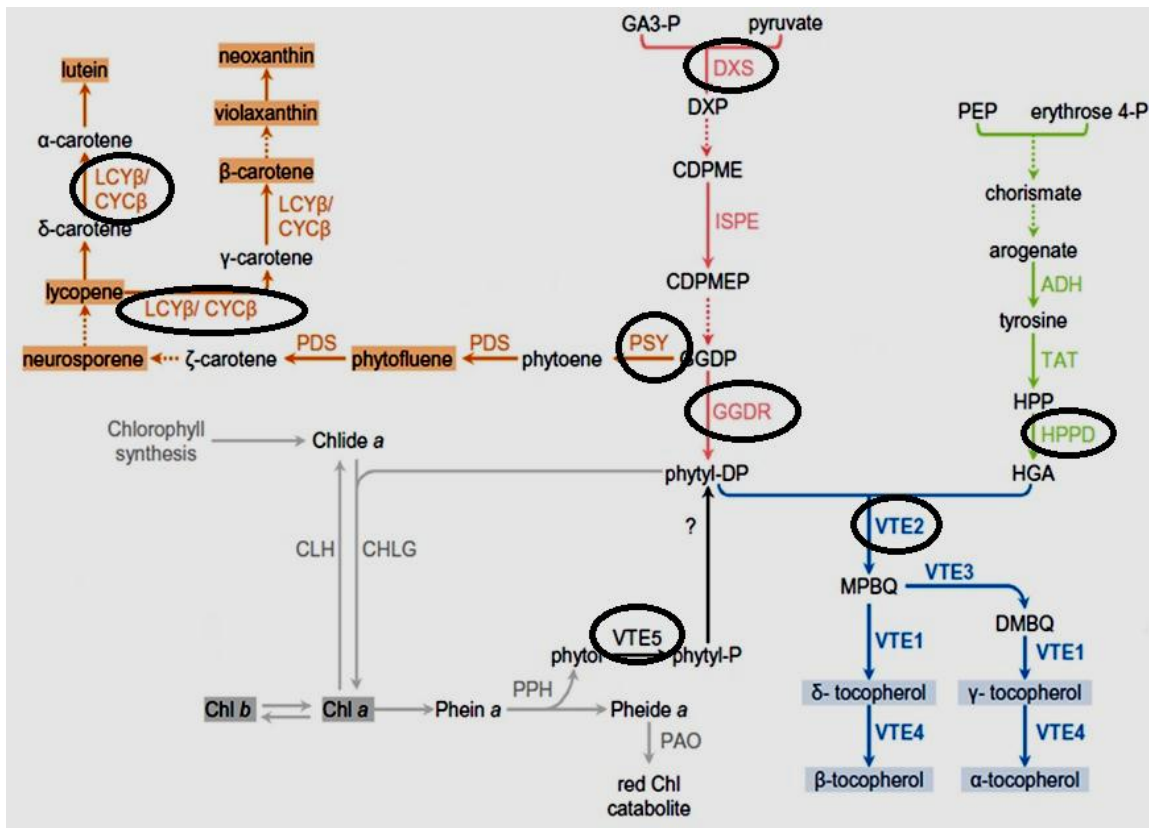 GA3-P pyruvate
DXS
DXP
CDPME
ISPE
CDPMEP
GGDP
GGDR
phytyl-DP
lutein
α-carotene
LCYβ/
CYCβ
δ-carotene
lycopene
neoxanthin
violaxanthin
β-carotene
LCYβ/
CYCβ
γ-carotene
LCYβ/ CYCβ
neurosporene
ζ-carotene
PDS
phytofluene
PDS
phytoene
PSY
PEP erythrose 4-P
chorismate
arogenate
ADH
tyrosine
TAT
HPP
HPPD
HGA
Chlorophyll
synthesis
Chlide a
CLH
CHLG
Chl b
Chl a
Phein a
PPH
Pheide a
PAO
red Chl
catabolite
phytol
VTE5
phytyl-P
?
VTE2
MPBQ
VTE3
DMBQ
VTE1
VTE1
δ- tocopherol
γ- tocopherol
VTE4
VTE4
β-tocopherol
α-tocopherol